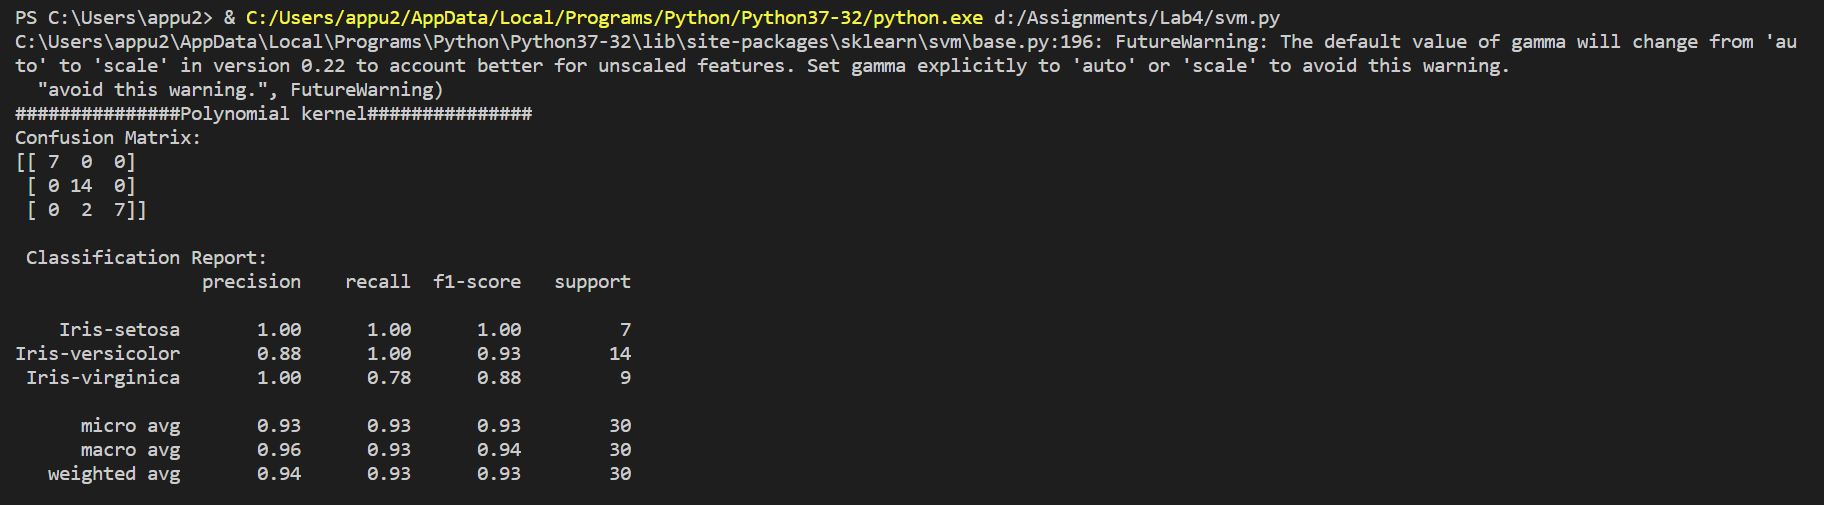 PS C:\Users\appu2> & C:/Users/appu2/AppData/Local/Programs/Python/Python37-32/python.exe d:/Assignments/Lab4/svm.py
C:\Users\appu2\AppData\Local\Programs\Python\Python37-32\lib\site-packages\sklearn\svm\base.py:196: FutureWarning: The default value of gamma will change from 'au
to' to 'scale' in version 0.22 to account better for unscaled features. Set gamma explicitly to 'auto' or 'scale' to avoid this warning.
  "avoid this warning.", FutureWarning)
###############Polynomial kernel###############
Confusion Matrix:
[[ 7  0  0]
 [ 0 14  0]
 [ 0  2  7]]

 Classification Report:
                 precision    recall  f1-score   support

    Iris-setosa       1.00      1.00      1.00         7
Iris-versicolor       0.88      1.00      0.93        14
 Iris-virginica       1.00      0.78      0.88         9

      micro avg       0.93      0.93      0.93        30
      macro avg       0.96      0.93      0.94        30
   weighted avg       0.94      0.93      0.93        30